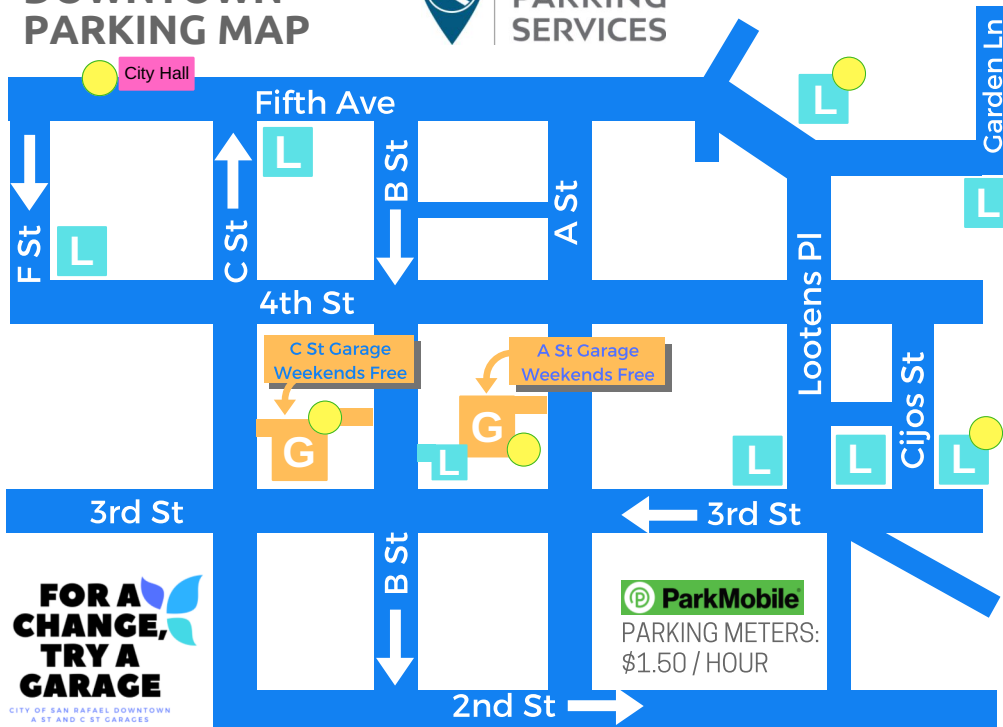 DOWNTOWN
PARKING MAP
PARKING
SERVICES
City Hall
Fifth Ave
Garden Ln
L
L
L
L
F St
C St
B St
A St
4th St
Lootens Pl
Cijos St
C St Garage
Weekends Free
A St Garage
Weekends Free
G
G
L
L
L
L
3rd St
3rd St
B St
FOR A
CHANGE,
TRY A
GARAGE
CITY OF SAN RAFAEL DOWNTOWN
A ST AND C ST GARAGES
P ParkMobile
PARKING METERS:
$1.50 / HOUR
2nd St